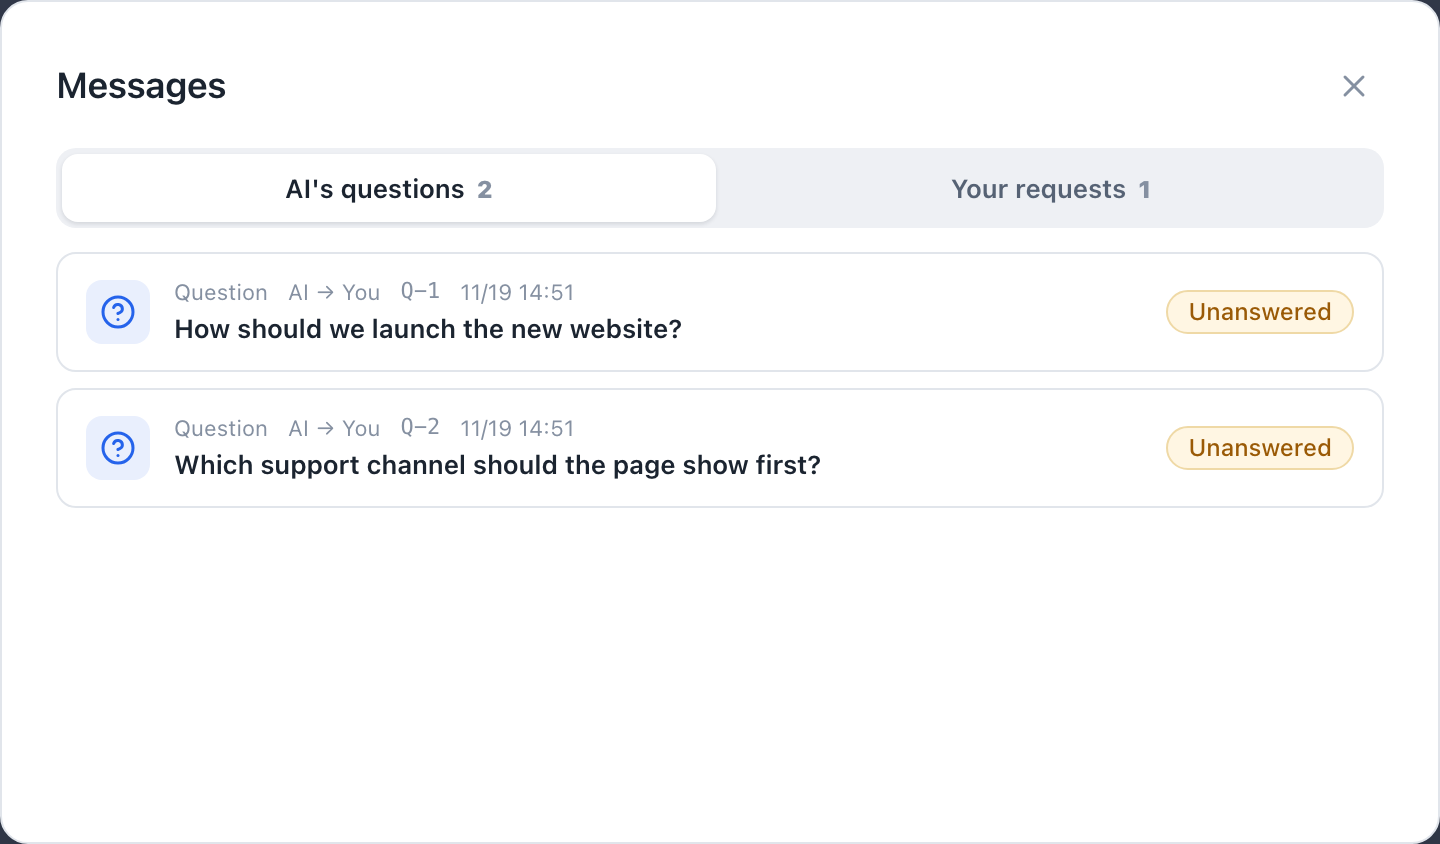 Messages
AI's questions 2
Your requests 1
Question AI → You Q–1 11/19 14:51
How should we launch the new website?
Unanswered
Question AI → You Q–2 11/19 14:51
Which support channel should the page show first?
Unanswered